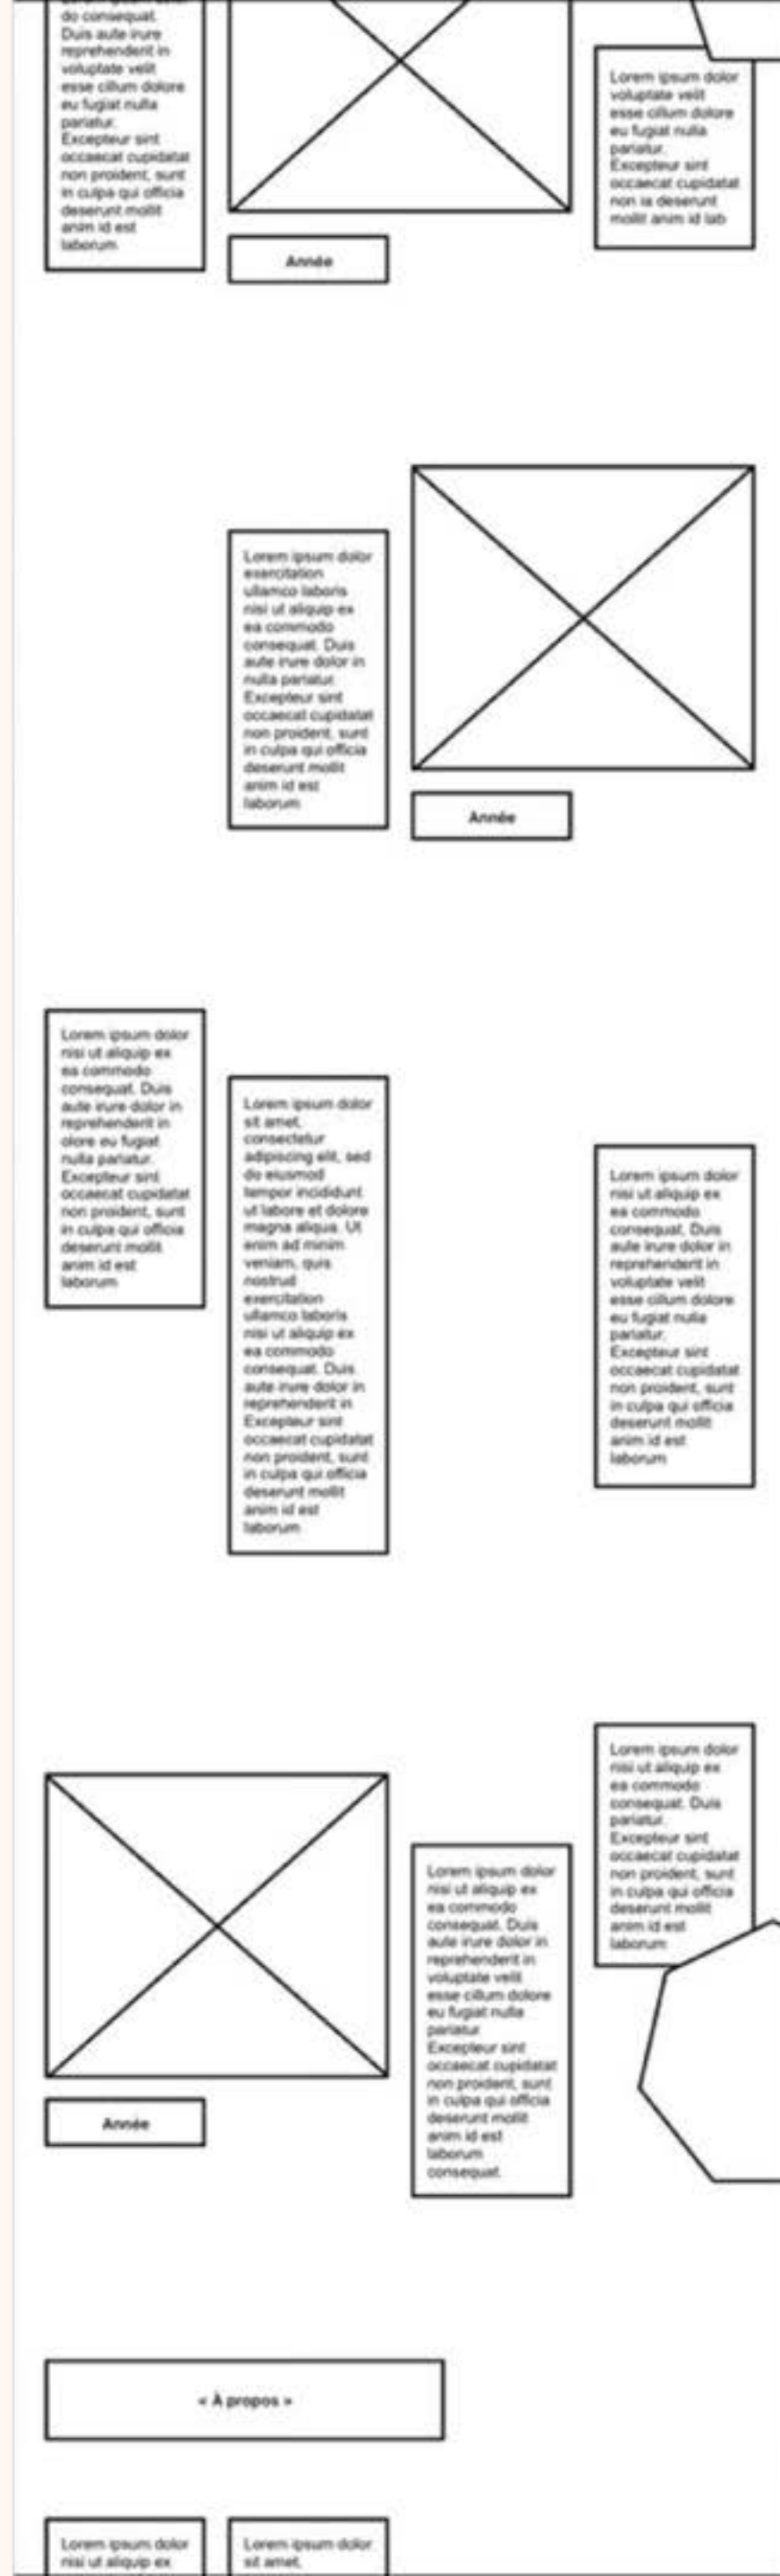 do consequat.
Duis aute irure
reprehenderit in
voluptate velit
esse cillum dolore
eu fugiat nulla
pariatur.
Excepteur sint
occaecat cupidatat
non proident, sunt
in culpa qui officia
deserunt mollit
anim id est
laborum
Année
Lorem ipsum dolor
voluptate velit
esse cillum dolore
eu fugiat nulla
pariatur.
Excepteur sint
occaecat cupidatat
non ia deserunt
mollit anim id lab
Lorem ipsum dolor
exercitation
ullamco laboris
nisi ut aliquip ex
ea commodo
consequat. Duis
aute irure dolor in
nulla pariatur.
Excepteur sint
occaecat cupidatat
non proident, sunt
in culpa qui officia
deserunt mollit
anim id est
laborum
Année
Lorem ipsum dolor
nisi ut aliquip ex
ea commodo
consequat. Duis
aute irure dolor in
reprehenderit in
olore eu fugiat
nulla pariatur.
Excepteur sint
occaecat cupidatat
non proident, sunt
in culpa qui officia
deserunt mollit
anim id est
laborum
Lorem ipsum dolor
sit amet,
consectetur
adipiscing elit, sed
do eiusmod
tempor incididunt
ut labore et dolore
magna aliqua. Ut
enim ad minim
veniam, quis
nostrud
exercitation
ullamco laboris
nisi ut aliquip ex
ea commodo
consequat. Duis
aute irure dolor in
reprehenderit in
Excepteur sint
occaecat cupidatat
non proident, sunt
in culpa qui officia
deserunt mollit
anim id est
laborum
Lorem ipsum dolor
nisi ut aliquip ex
ea commodo
consequat. Duis
aute irure dolor in
reprehenderit in
voluptate velit
esse cillum dolore
eu fugiat nulla
pariatur.
Excepteur sint
occaecat cupidatat
non proident, sunt
in culpa qui officia
deserunt mollit
anim id est
laborum
Année
Lorem ipsum dolor
nisi ut aliquip ex
ea commodo
consequat. Duis
aute irure dolor in
reprehenderit in
voluptate velit
esse cillum dolore
eu fugiat nulla
pariatur
Excepteur sint
occaecat cupidatat
non proident, sunt
in culpa qui officia
deserunt mollit
anim id est
laborum
consequat.
Lorem ipsum dolor
nisi ut aliquip ex
ea commodo
consequat. Duis
pariatur.
Excepteur sint
occaecat cupidatat
non proident, sunt
in culpa qui officia
deserunt mollit
anim id est
laborum
« À propos »
Lorem ipsum dolor
nisi ut aliquip ex
Lorem ipsum dolor
sit amet,